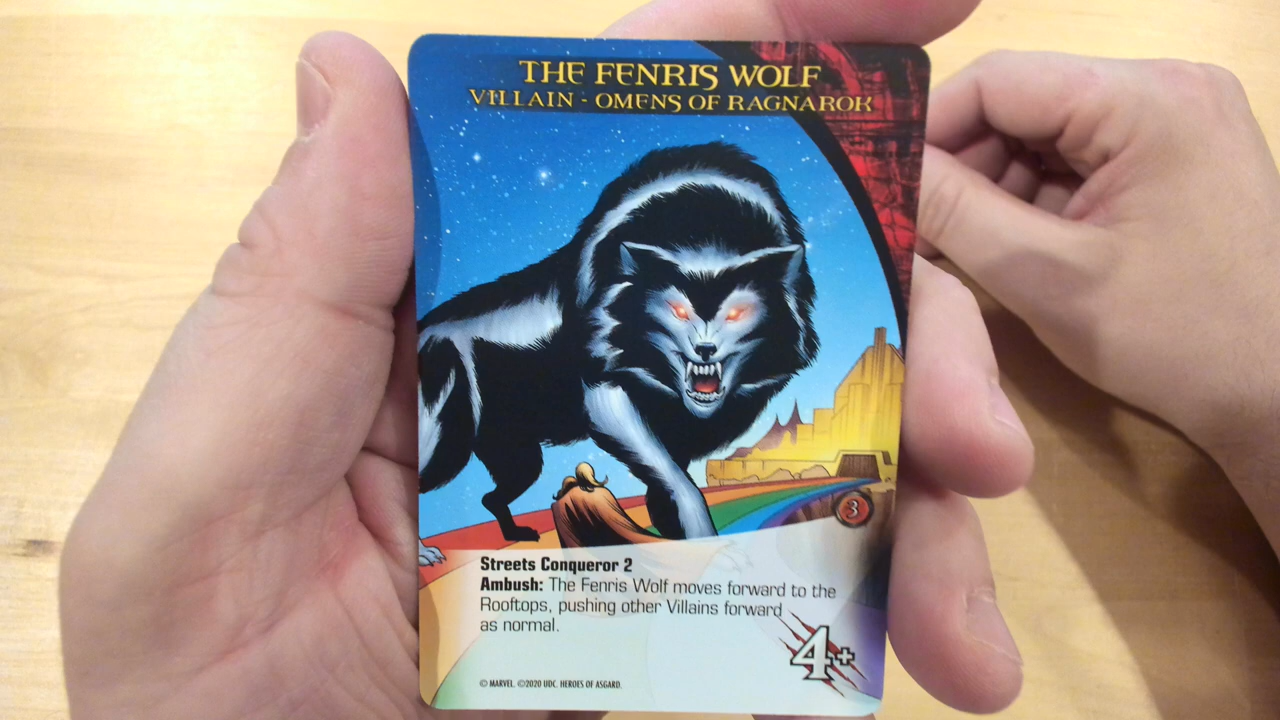 THE FENRIS WOLF
VILLAIN - OMENS OF RAGNAROK
3
Streets Conqueror 2
Ambush: The Fenris Wolf moves forward to the
Rooftops, pushing other Villains forward
as normal.
4+
© MARVEL. ©2020 UDC. HEROES OF ASGARD.